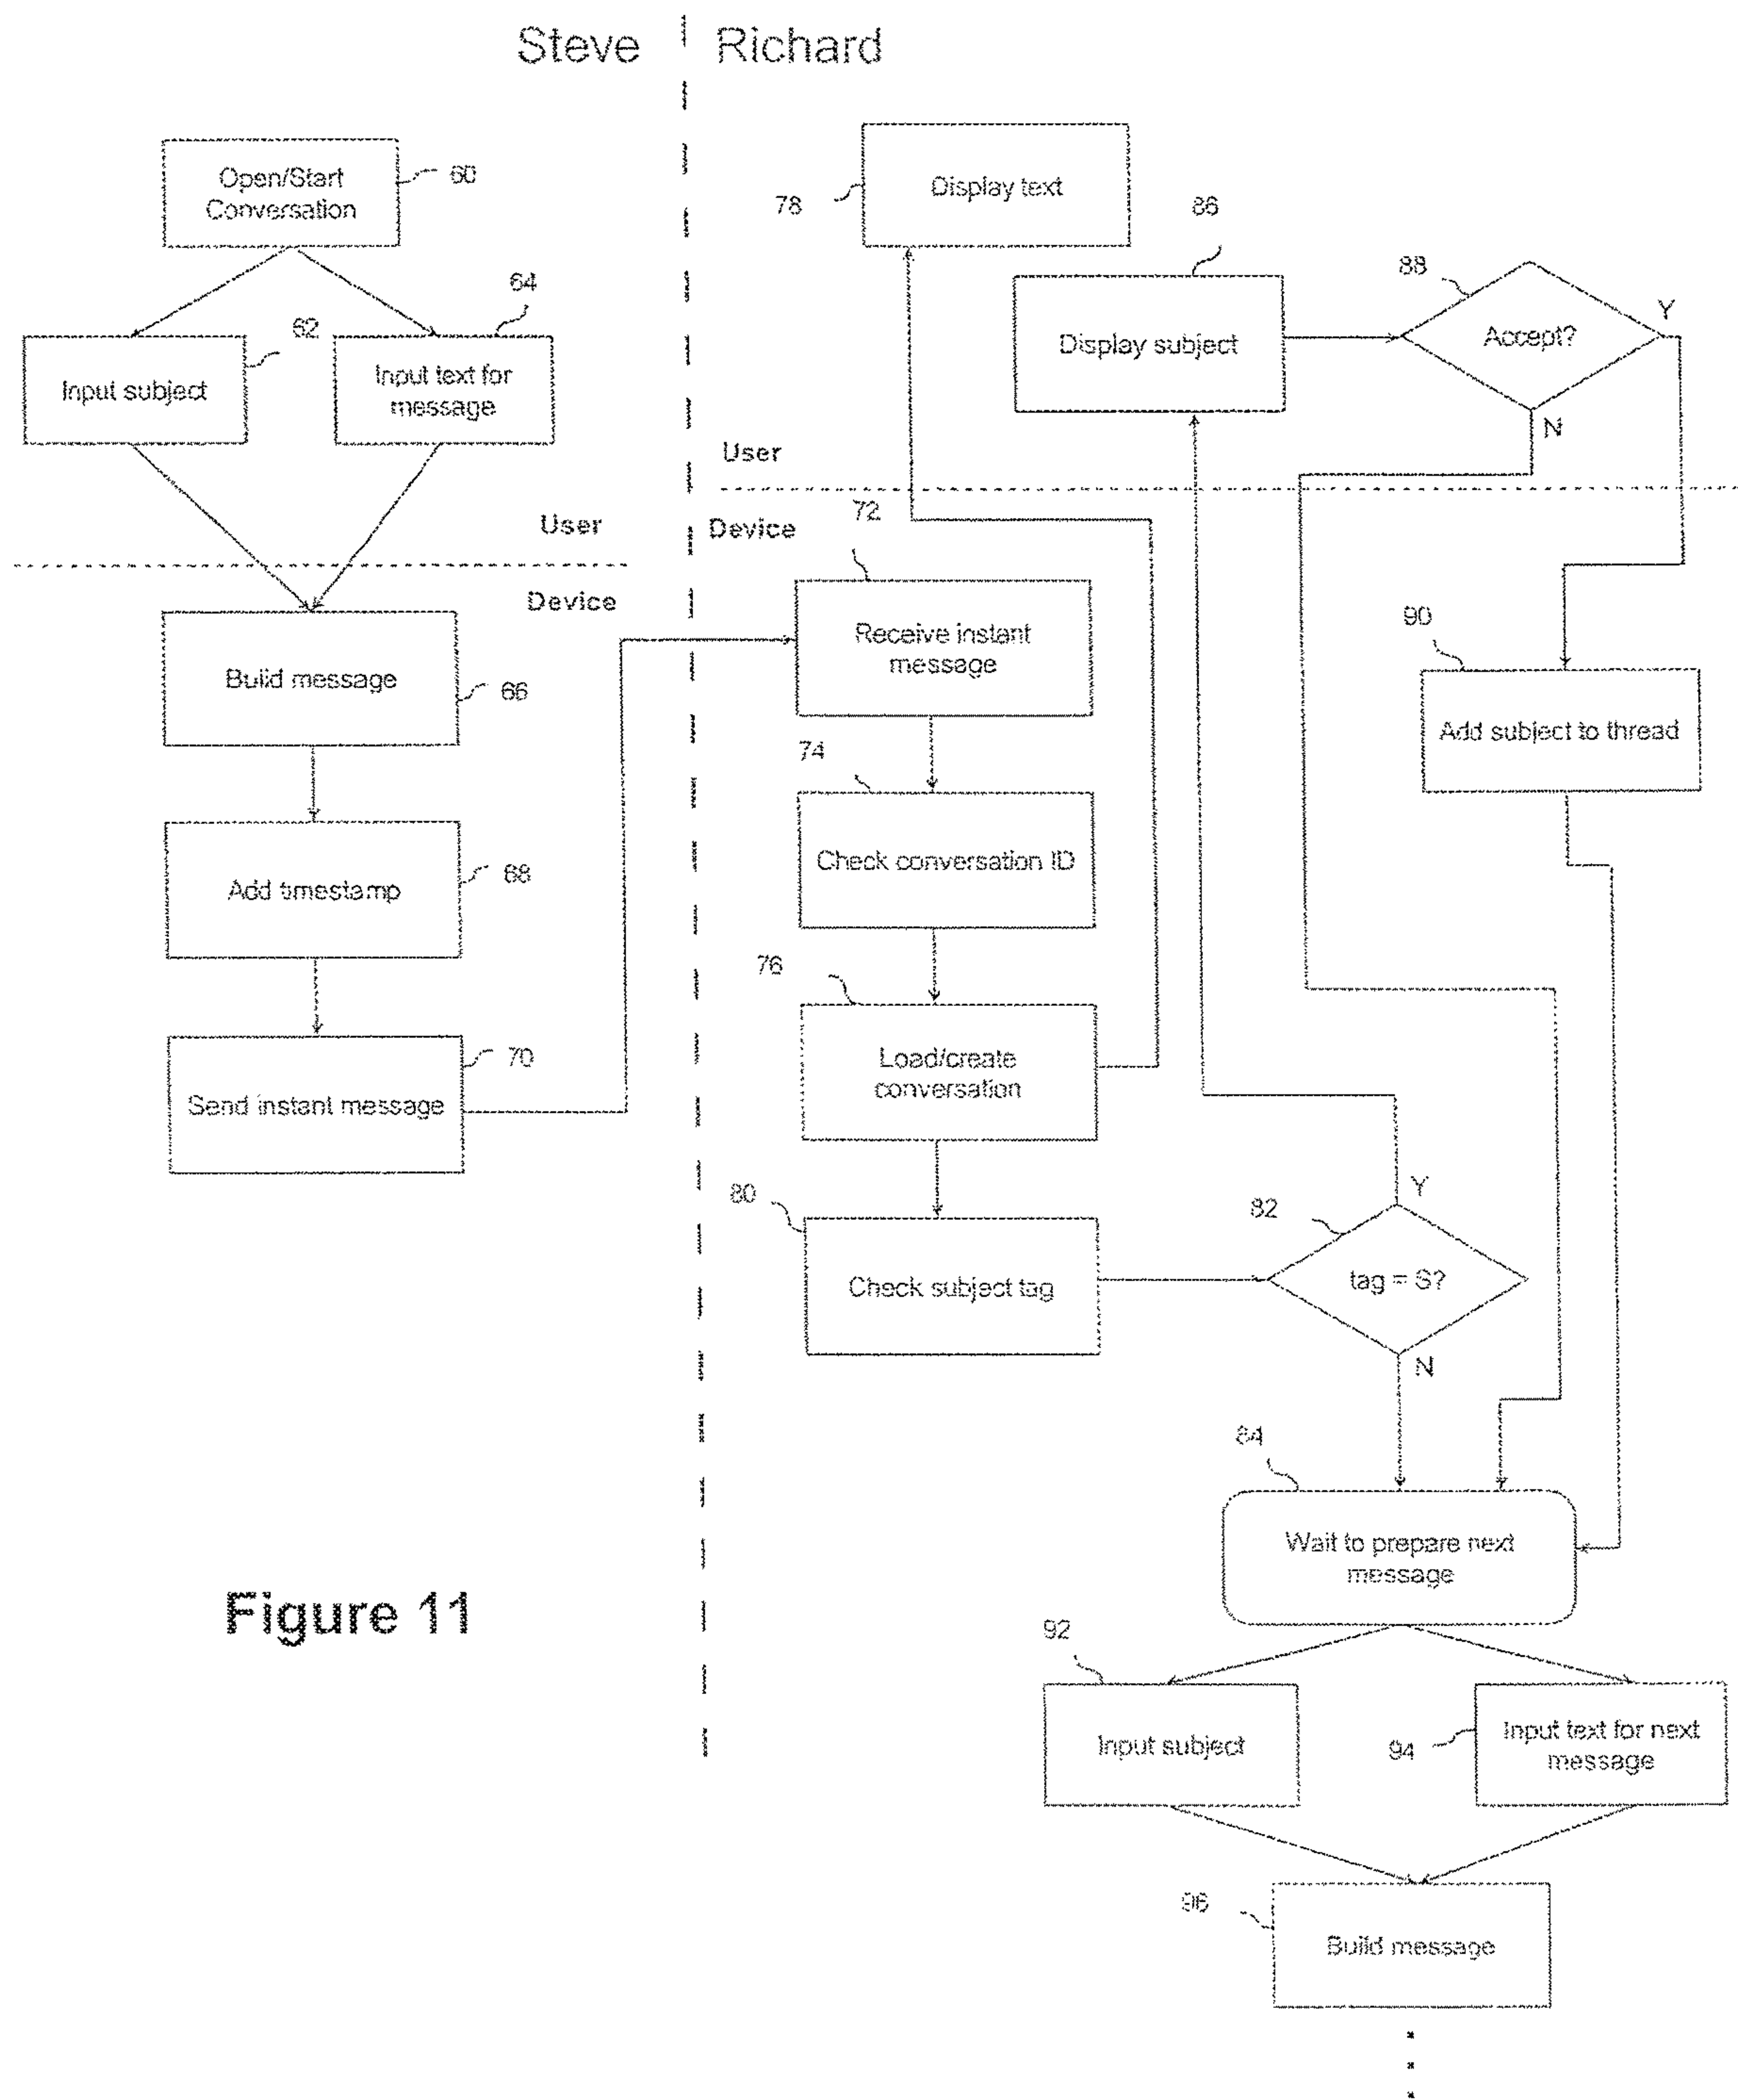 Steve
Richard
Open/Start
Conversation
60
62
Input subject
64
Input text for
message
User
Device
Build message
66
Add timestamp
68
Send instant message
70
78
Display text
86
Display subject
88
Accept?
Y
N
User
Device
72
Receive instant
message
74
Check conversation ID
76
Load/create
conversation
80
Check subject tag
82
tag = S?
Y
N
90
Add subject to thread
84
Wait to prepare next
message
92
Input subject
94
Input text for next
message
96
Build message
Figure 11